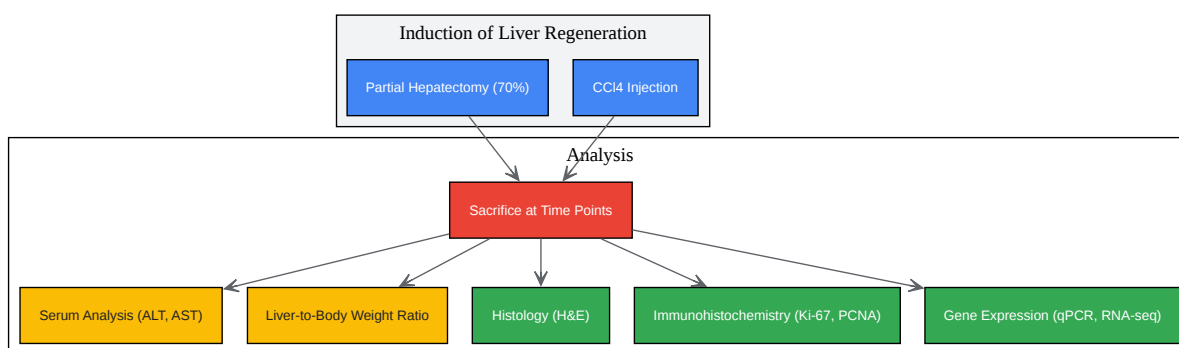 Induction of Liver Regeneration
Partial Hepatectomy (70%)
CCl4 Injection
Analysis
Sacrifice at Time Points
Serum Analysis (ALT, AST)
Liver-to-Body Weight Ratio
Histology (H&E)
Immunohistochemistry (Ki-67, PCNA)
Gene Expression (qPCR, RNA-seq)